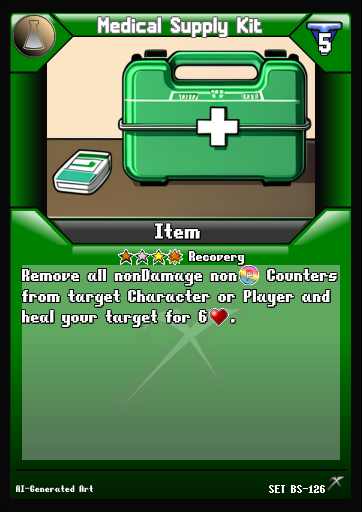 Medical Supply Kit
5
Item
Recovery
Remove all nonDamage non P Counters
from target Character or Player and
heal your target for 6 .
AI-Generated Art
SET BS-126